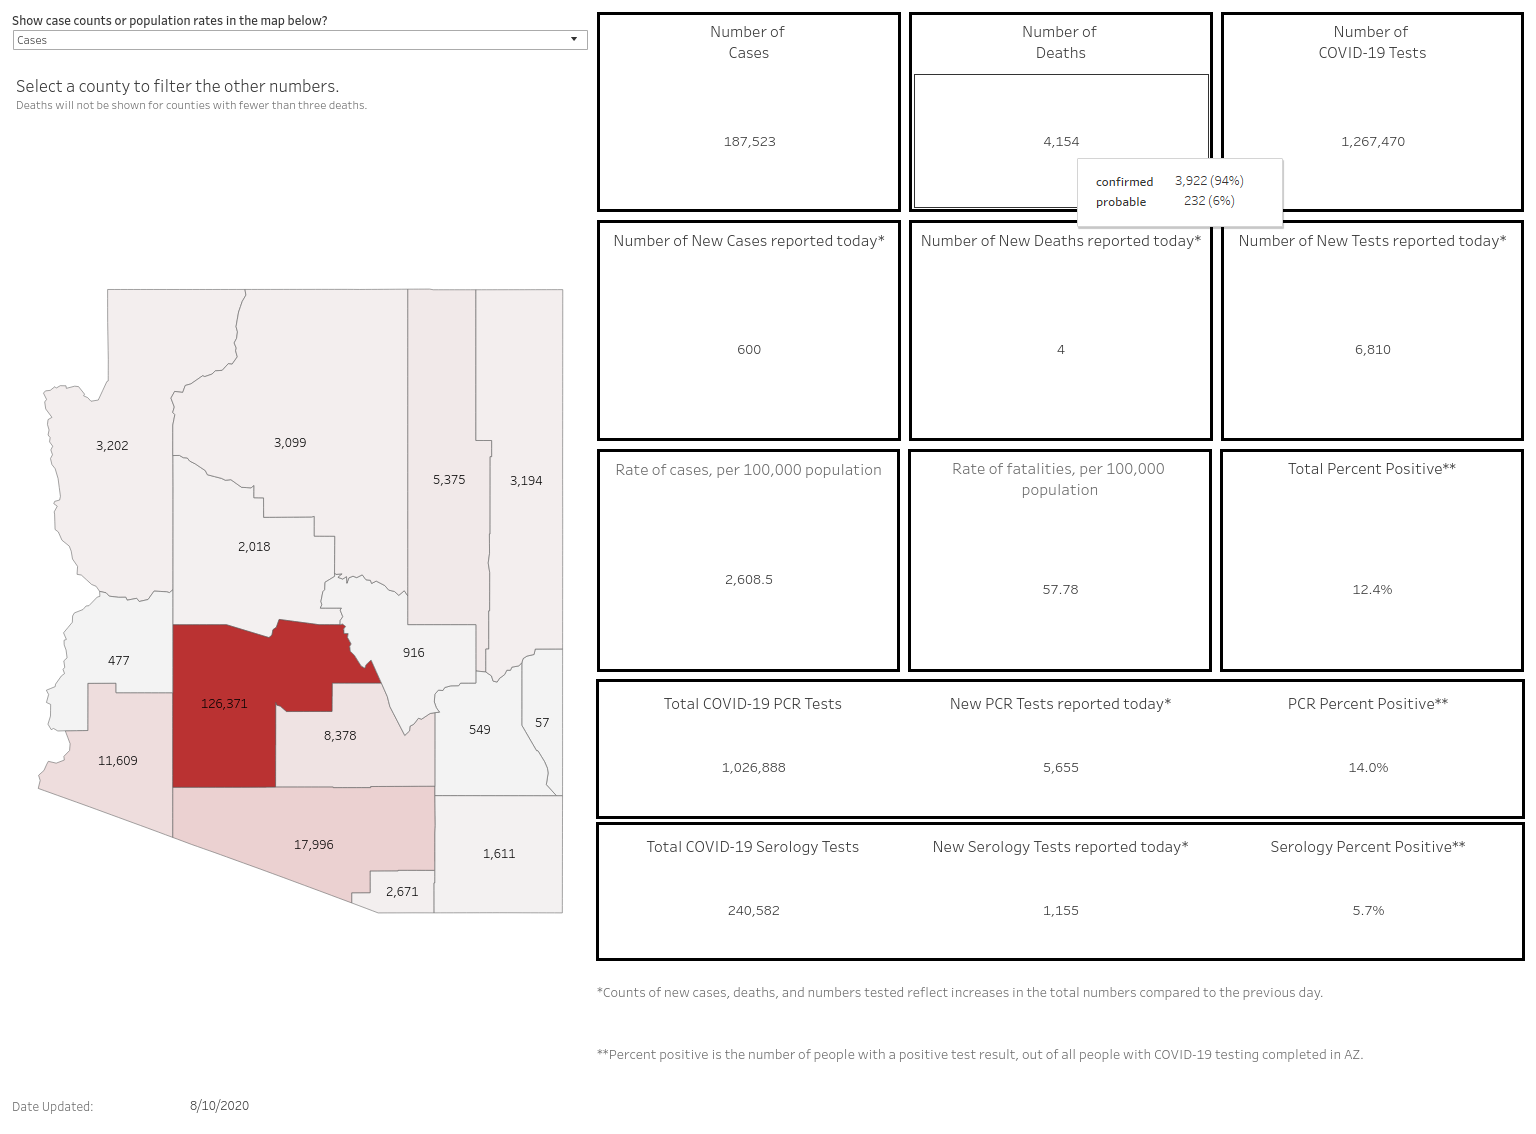 Show case counts or population rates in the map below?
Cases
Select a county to filter the other numbers.
Deaths will not be shown for counties with fewer than three deaths.
3,202
3,099
5,375
3,194
2,018
477
916
126,371
549
57
8,378
11,609
17,996
1,611
2,671
Number of
Cases
187,523
Number of
Deaths
4,154
confirmed 3,922 (94%)
probable 232 (6%)
Number of
COVID-19 Tests
1,267,470
Number of New Cases reported today*
600
Number of New Deaths reported today*
4
Number of New Tests reported today*
6,810
Rate of cases, per 100,000 population
2,608.5
Rate of fatalities, per 100,000
population
57.78
Total Percent Positive**
12.4%
Total COVID-19 PCR Tests
1,026,888
New PCR Tests reported today*
5,655
PCR Percent Positive**
14.0%
Total COVID-19 Serology Tests
240,582
New Serology Tests reported today*
1,155
Serology Percent Positive**
5.7%
*Counts of new cases, deaths, and numbers tested reflect increases in the total numbers compared to the previous day.
**Percent positive is the number of people with a positive test result, out of all people with COVID-19 testing completed in AZ.
Date Updated: 8/10/2020